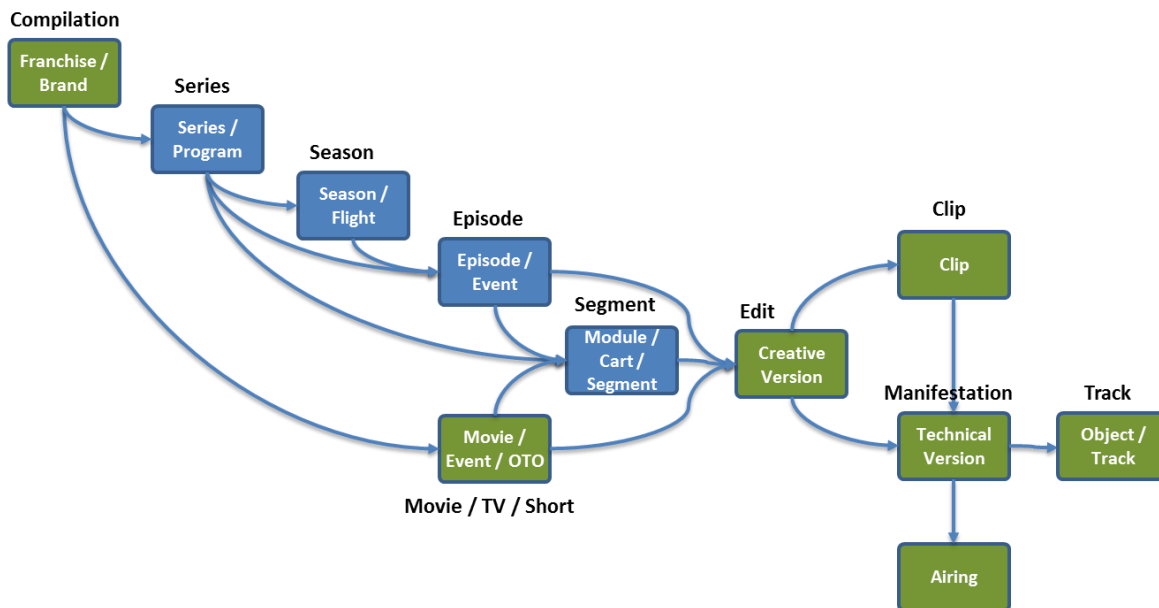 Compilation
Franchise /
Brand
Series
Series /
Program
Season
Season /
Flight
Episode
Episode /
Event
Segment
Module /
Cart /
Segment
Movie /
Event / OTO
Movie / TV / Short
Edit
Creative
Version
Clip
Clip
Manifestation
Technical
Version
Track
Object /
Track
Airing